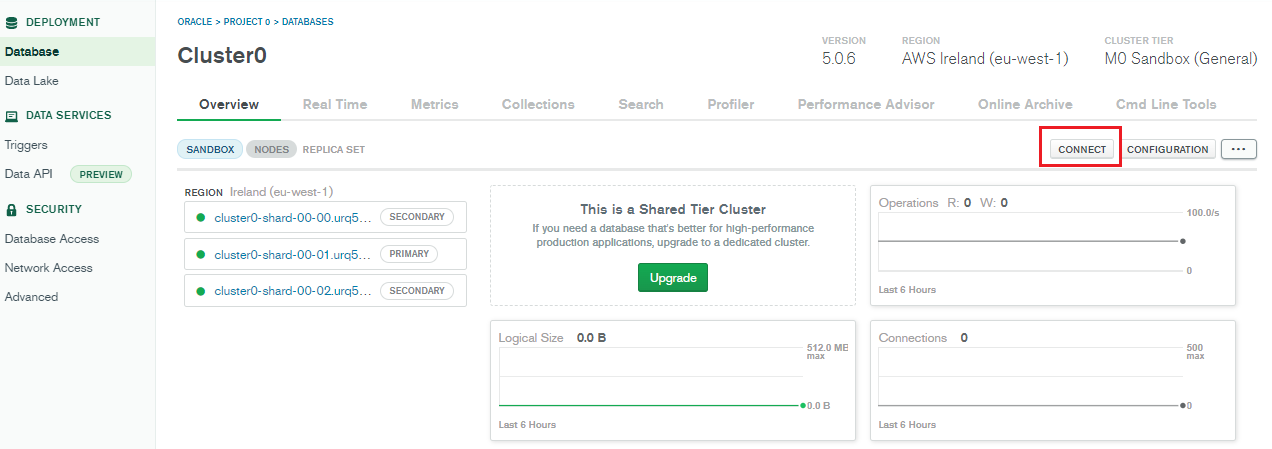 DEPLOYMENT
Database
Data Lake
DATA SERVICES
Triggers
Data API PREVIEW
SECURITY
Database Access
Network Access
Advanced
ORACLE > PROJECT 0 > DATABASES
Cluster0
VERSION
5.0.6
REGION
AWS Ireland (eu-west-1)
CLUSTER TIER
M0 Sandbox (General)
Overview Real Time Metrics Collections Search Profiler Performance Advisor Online Archive Cmd Line Tools
SANDBOX NODES REPLICA SET
CONNECT CONFIGURATION ...
REGION Ireland (eu-west-1)
cluster0-shard-00-00.urq5... SECONDARY
cluster0-shard-00-01.urq5... PRIMARY
cluster0-shard-00-02.urq5... SECONDARY
This is a Shared Tier Cluster
If you need a database that's better for high-performance
production applications, upgrade to a dedicated cluster.
Upgrade
Operations R: 0 W: 0
100.0/s
0
Last 6 Hours
Logical Size 0.0 B
512.0 MB
max
0.0 B
Last 6 Hours
Connections 0
500
max
0
Last 6 Hours